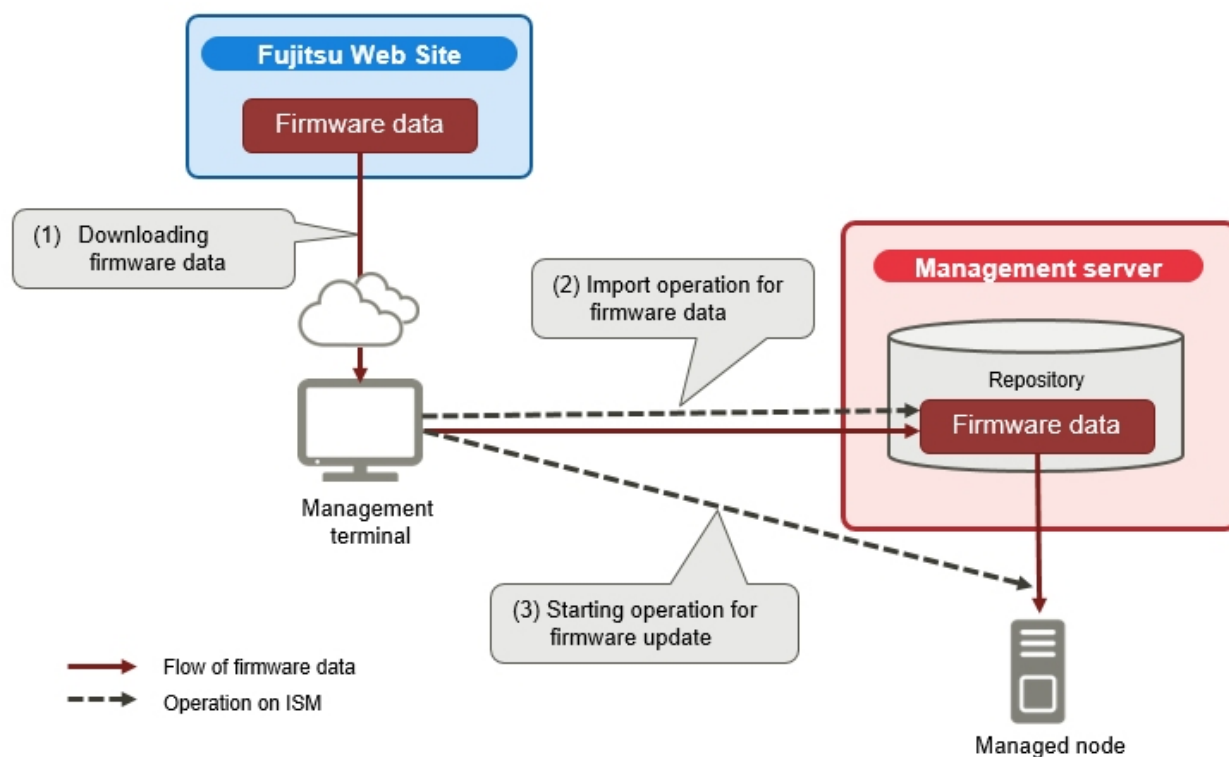 Fujitsu Web Site
Firmware data
(1) Downloading
firmware data
(2) Import operation for
firmware data
Management server
Repository
Firmware data
Management
terminal
(3) Starting operation for
firmware update
Flow of firmware data
Operation on ISM
Managed node